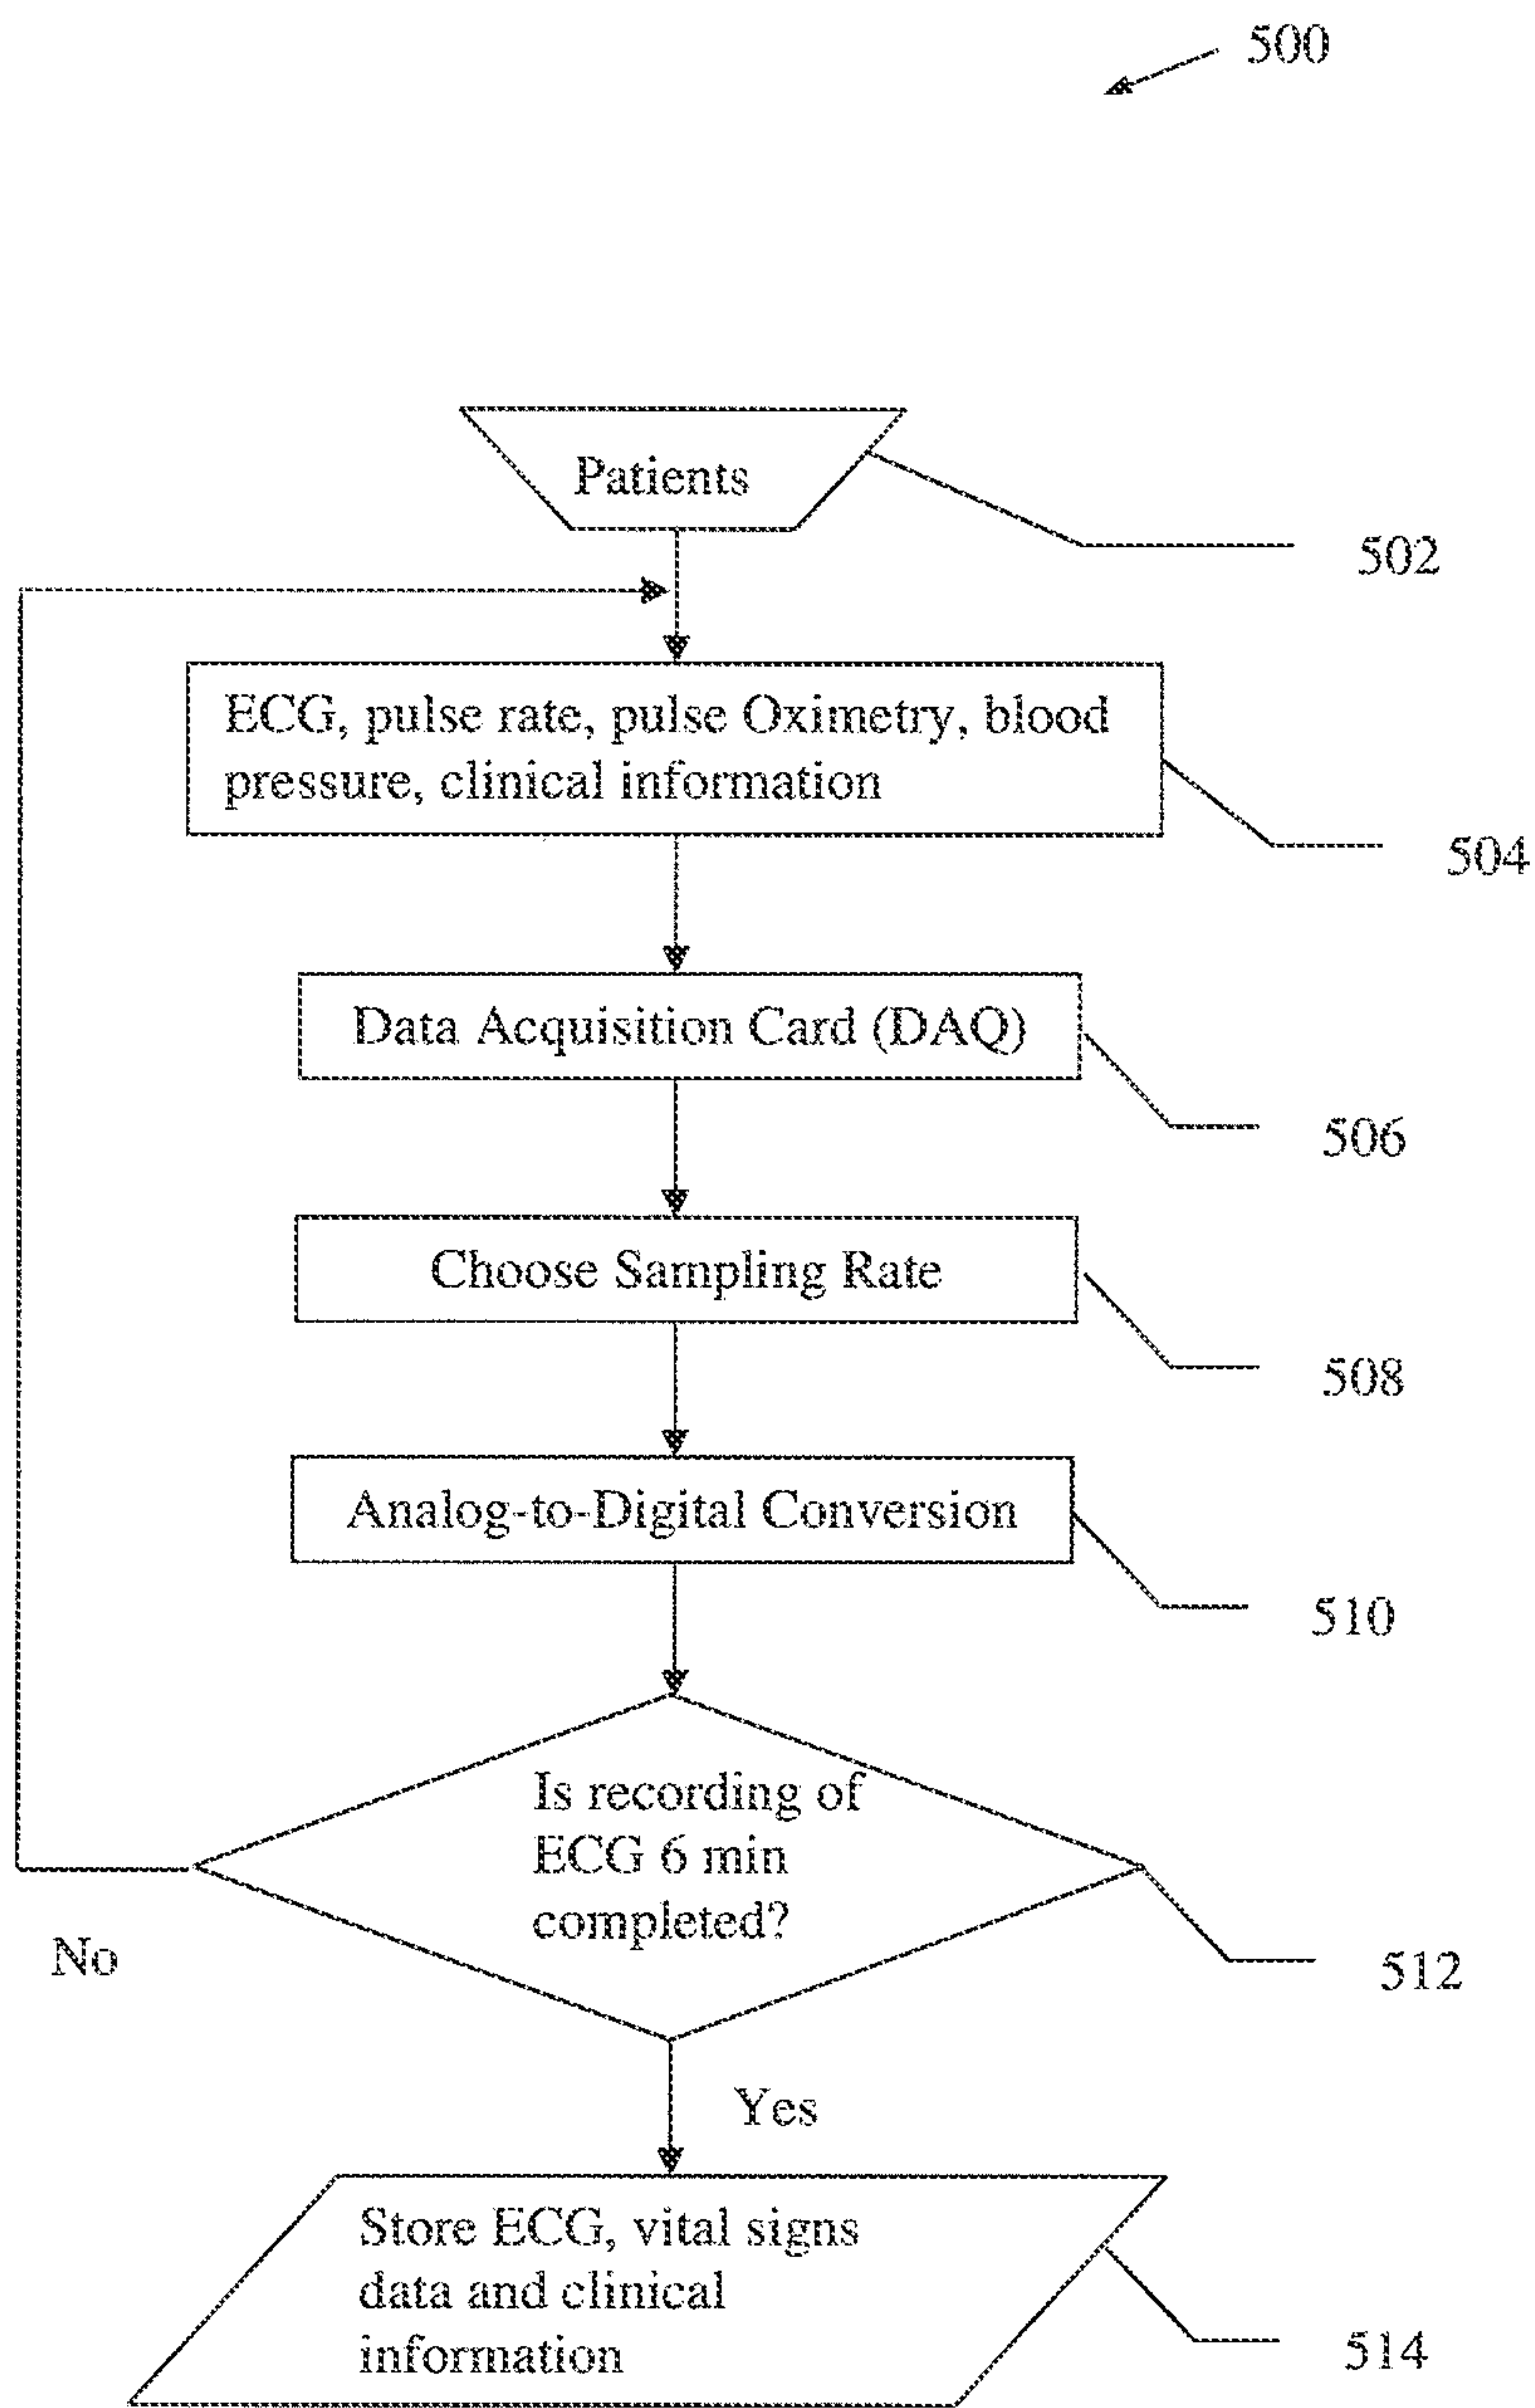 500
Patients
502
ECG, pulse rate, pulse Oximetry, blood
pressure, clinical information
504
Data Acquisition Card (DAQ)
506
Choose Sampling Rate
508
Analog-to-Digital Conversion
510
Is recording of
ECG 6 min
completed?
No
512
Yes
Store ECG, vital signs
data and clinical
information
514